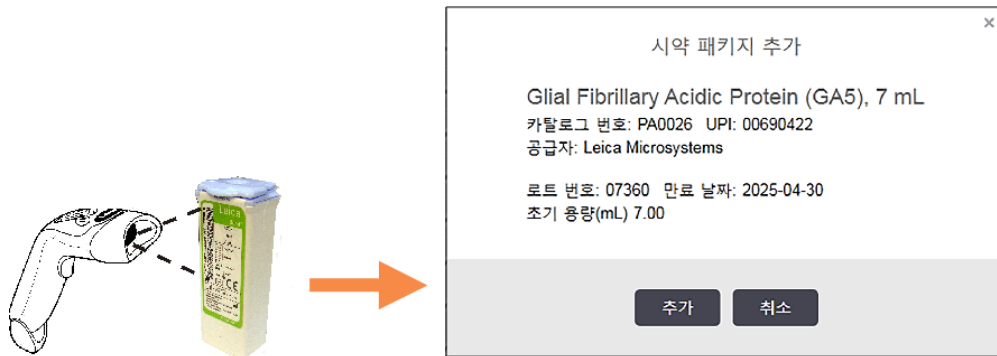 시약 패키지 추가
Glial Fibrillary Acidic Protein (GA5), 7 mL
카탈로그 번호: PA0026 UPI: 00690422
공급자: Leica Microsystems
로트 번호: 07360 만료 날짜: 2025-04-30
초기 용량(mL) 7.00
추가 취소
Leica